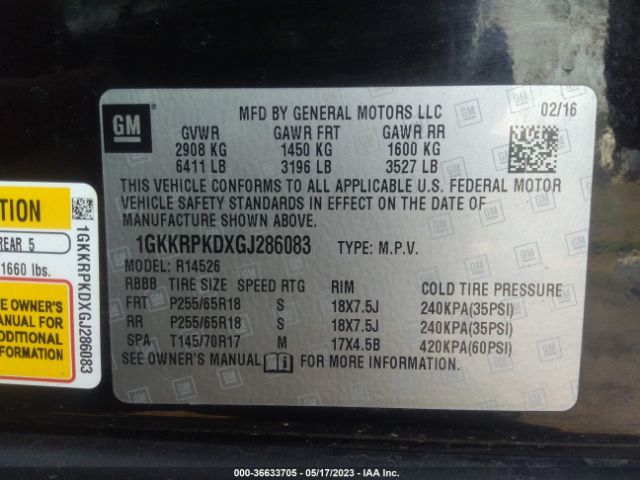 GM
MFD BY GENERAL MOTORS LLC 02/16
GVWR GAWR FRT GAWR RR
2908 KG 1450 KG 1600 KG
6411 LB 3196 LB 3527 LB
THIS VEHICLE CONFORMS TO ALL APPLICABLE U.S. FEDERAL MOTOR
VEHICLE SAFETY STANDARDS IN EFFECT ON THE DATE OF
MANUFACTURE SHOWN ABOVE.
1GKKRPKDXGJ286083 TYPE: M.P.V.
MODEL: R14526
RBBB TIRE SIZE SPEED RTG RIM COLD TIRE PRESSURE
FRT P255/65R18 S 18X7.5J 240KPA(35PSI)
RR P255/65R18 S 18X7.5J 240KPA(35PSI)
SPA T145/70R17 M 17X4.5B 420KPA(60PSI)
SEE OWNER'S MANUAL FOR MORE INFORMATION.
TION
REAR 5
1660 lbs.
E OWNER'S
ANUAL FOR
DITIONAL
ORMATION
1GKKRPKDXGJ286083
000-36633705 - 05/17/2023 - IAA Inc.